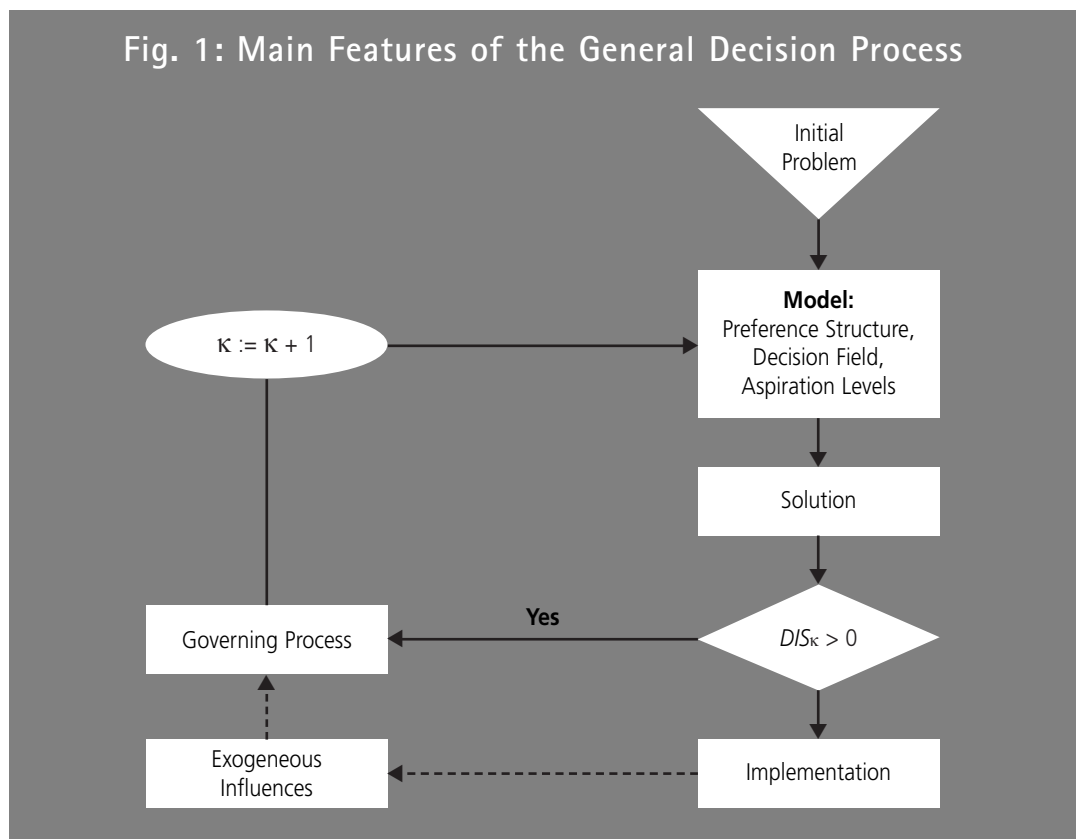 Fig. 1: Main Features of the General Decision Process
Initial
Problem
Model:
Preference Structure,
Decision Field,
Aspiration Levels
κ := κ + 1
Solution
Yes
DISκ > 0
Governing Process
Exogeneous
Influences
Implementation